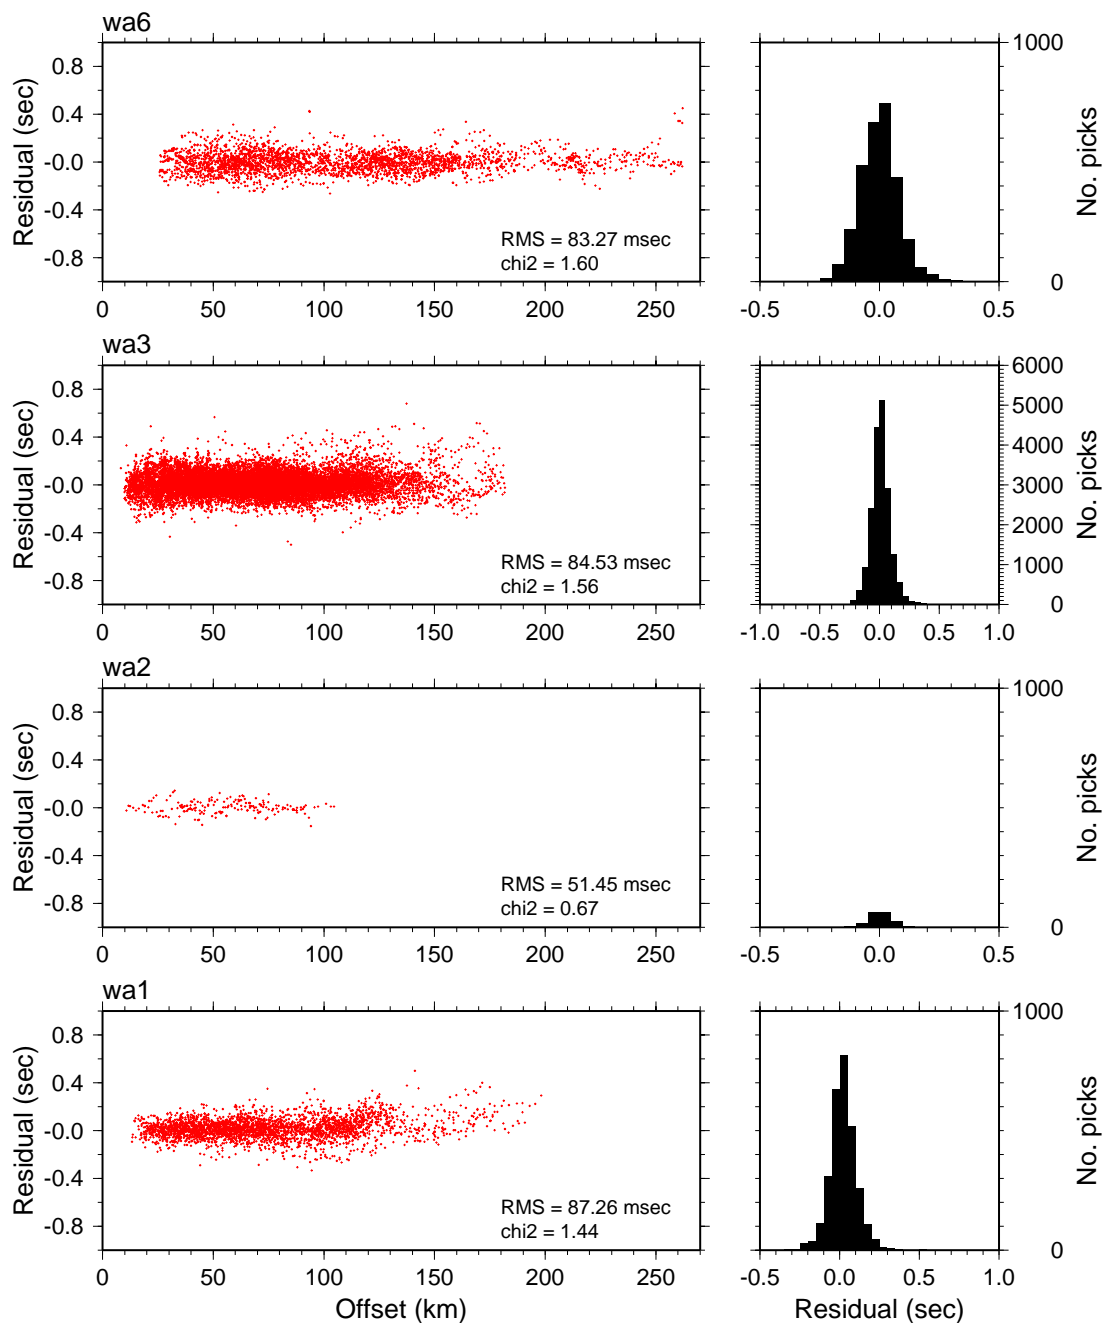 wa6
Residual (sec)
0.8
0.4
-0.0
-0.4
-0.8
RMS = 83.27 msec
chi2 = 1.60
0 50 100 150 200 250
1000
0
No. picks
-0.5 0.0 0.5
wa3
Residual (sec)
0.8
0.4
-0.0
-0.4
-0.8
RMS = 84.53 msec
chi2 = 1.56
0 50 100 150 200 250
6000
5000
4000
3000
2000
1000
0
No. picks
-1.0 -0.5 0.0 0.5 1.0
wa2
Residual (sec)
0.8
0.4
-0.0
-0.4
-0.8
RMS = 51.45 msec
chi2 = 0.67
0 50 100 150 200 250
1000
0
No. picks
-0.5 0.0 0.5
wa1
Residual (sec)
0.8
0.4
-0.0
-0.4
-0.8
RMS = 87.26 msec
chi2 = 1.44
0 50 100 150 200 250
Offset (km)
1000
0
No. picks
-0.5 0.0 0.5 1.0
Residual (sec)